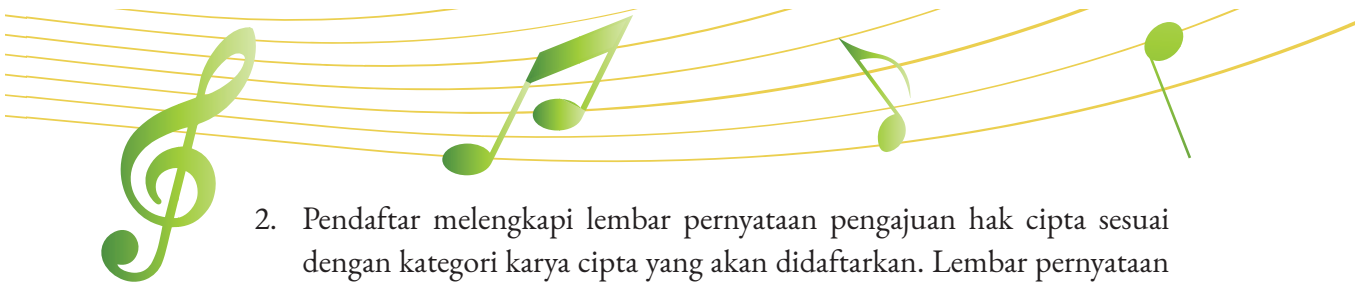 2. Pendaftar melengkapi lembar pernyataan pengajuan hak cipta sesuai
dengan kategori karya cipta yang akan didaftarkan. Lembar pernyataan